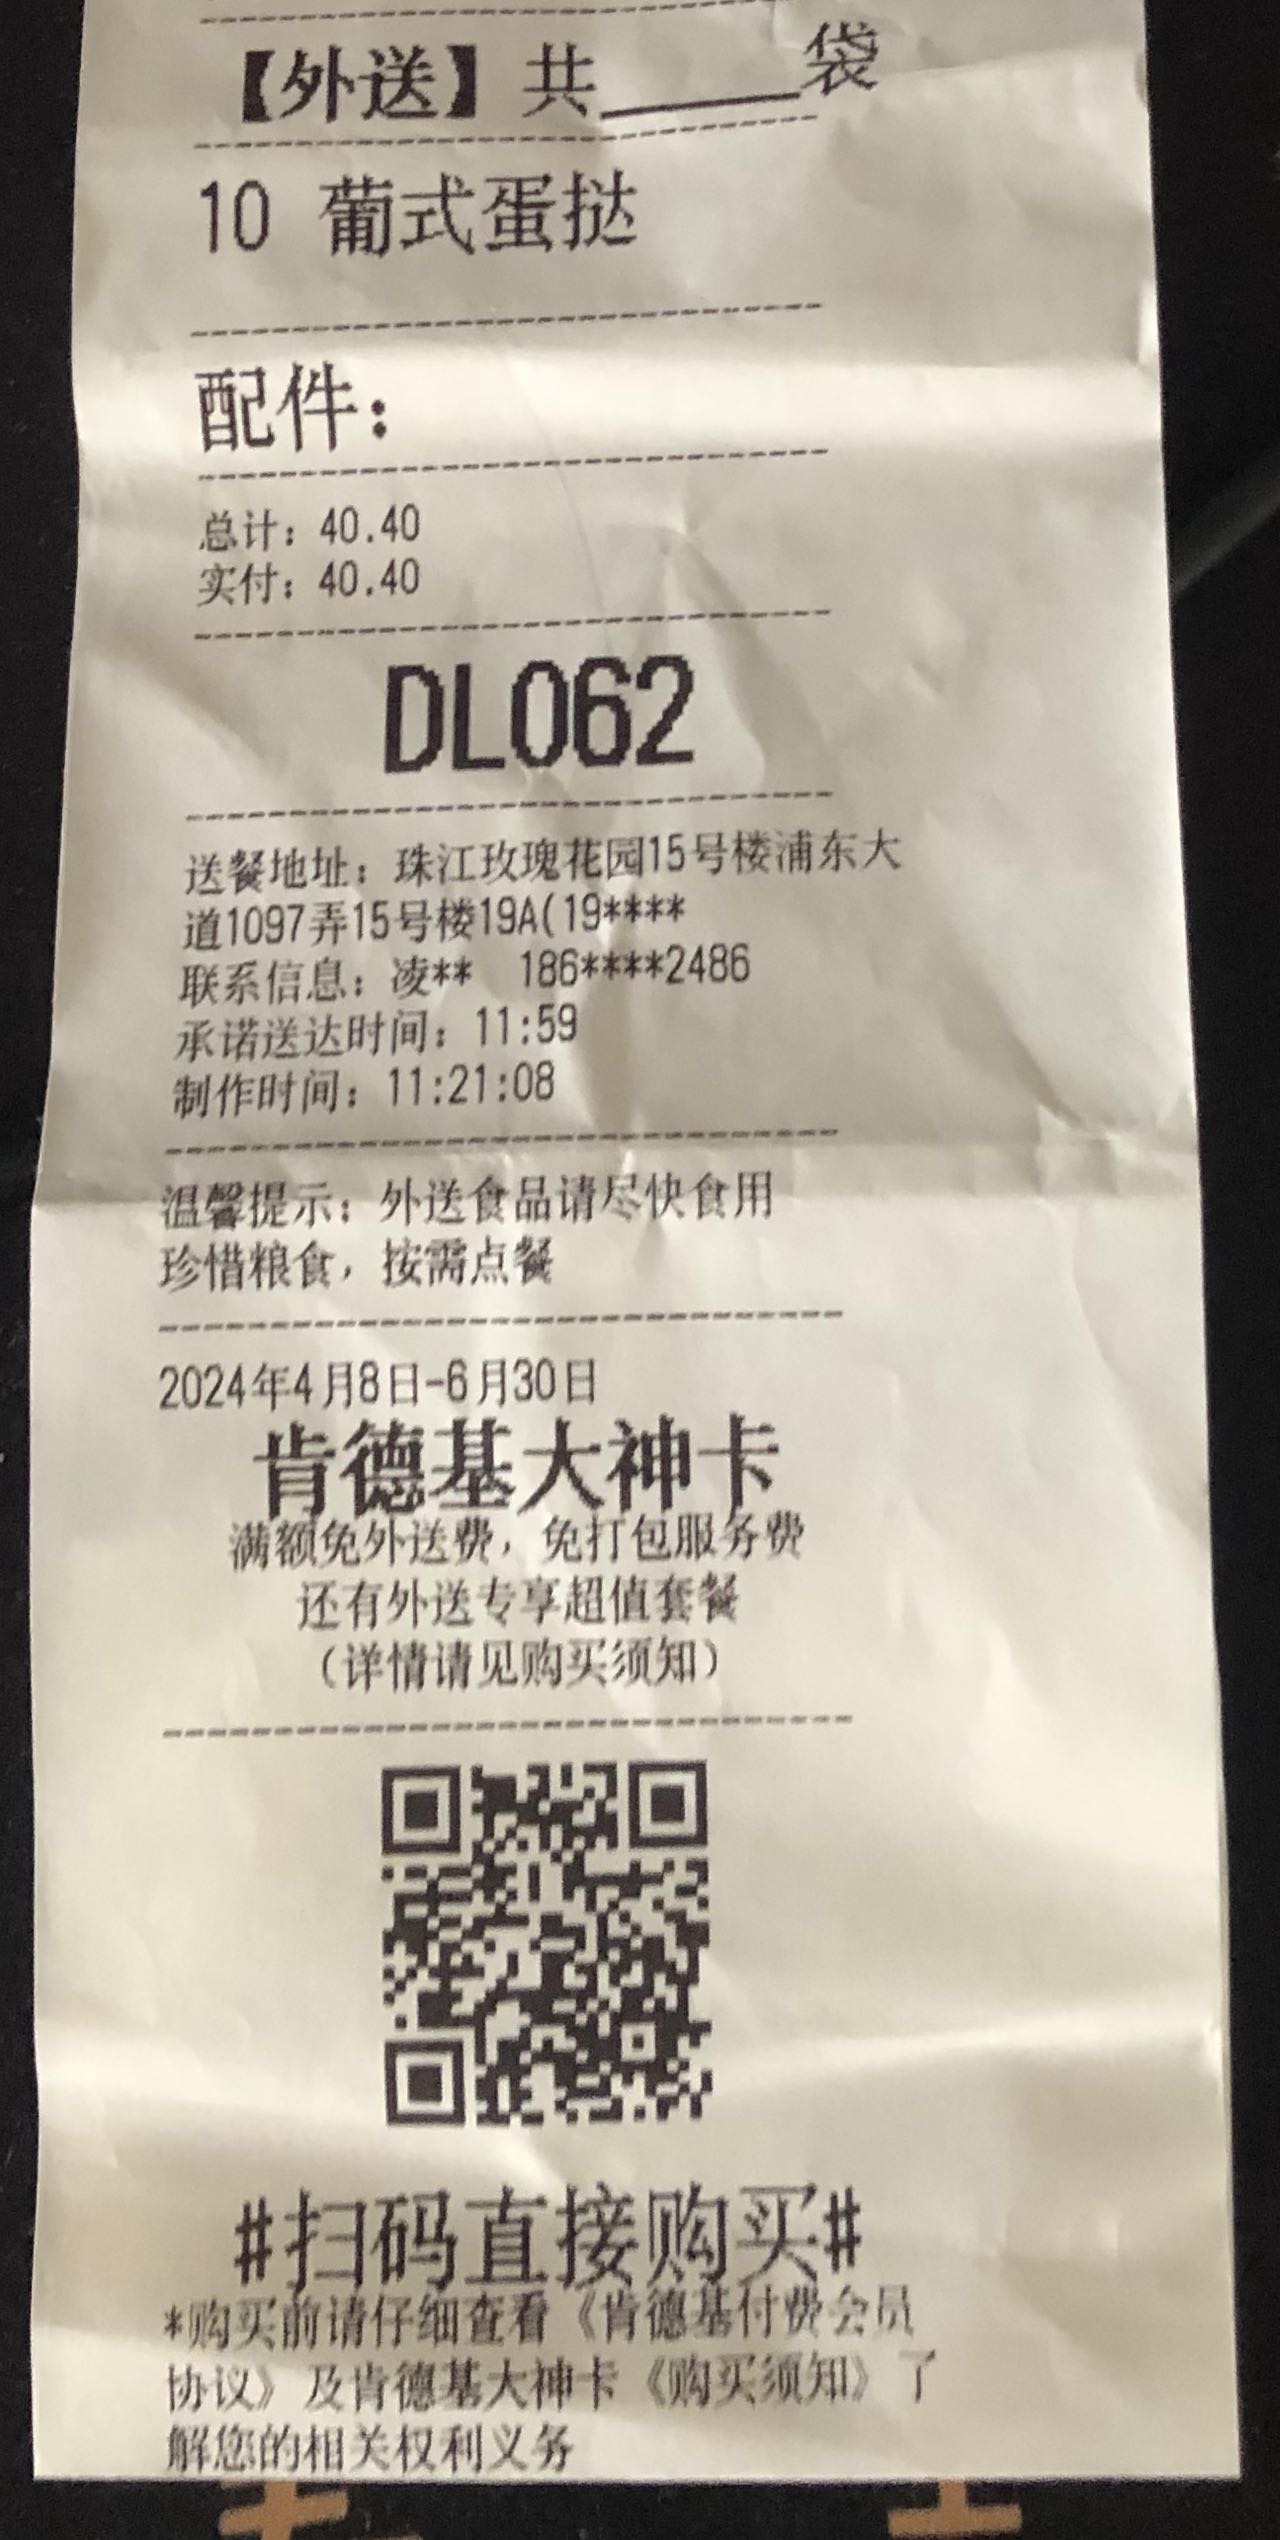 【外送】共_____袋
10 葡式蛋挞
配件：
总计：40.40
实付：40.40
DL062
送餐地址：珠江玫瑰花园15号楼浦东大
道1097弄15号楼19A(19****
联系信息：凌** 186****2486
承诺送达时间：11:59
制作时间：11:21:08
温馨提示：外送食品请尽快食用
珍惜粮食，按需点餐
2024年4月8日-6月30日
肯德基大神卡
满额免外送费，免打包服务费
还有外送专享超值套餐
（详情请见购买须知）
#扫码直接购买#
*购买前请仔细查看《肯德基付费会员
协议》及肯德基大神卡《购买须知》了
解您的相关权利义务